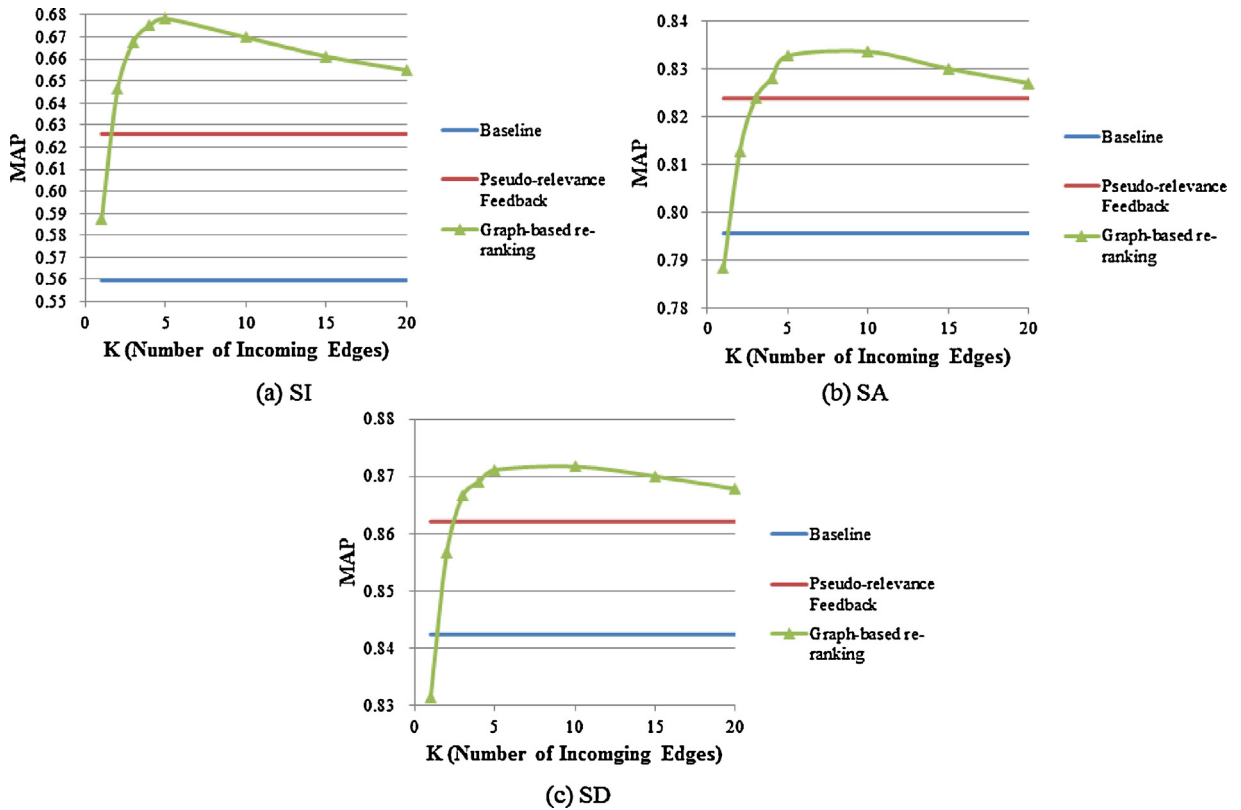 0.68
0.67
0.66
0.65
0.64
0.63
0.62
0.61
0.60
0.59
0.58
0.57
0.56
0.55
MAP
0 5 10 15 20
K (Number of Incoming Edges)
Baseline
Pseudo-relevance
Feedback
Graph-based re-
ranking
(a) SI
0.84
0.83
0.82
0.81
0.80
0.79
0.78
MAP
0 5 10 15 20
K (Number of Incoming Edges)
Baseline
Pseudo-relevance
Feedback
Graph-based re-
ranking
(b) SA
0.88
0.87
0.86
0.85
0.84
0.83
MAP
0 5 10 15 20
K (Number of Incomging Edges)
Baseline
Pseudo-relevance
Feedback
Graph-based re-
ranking
(c) SD